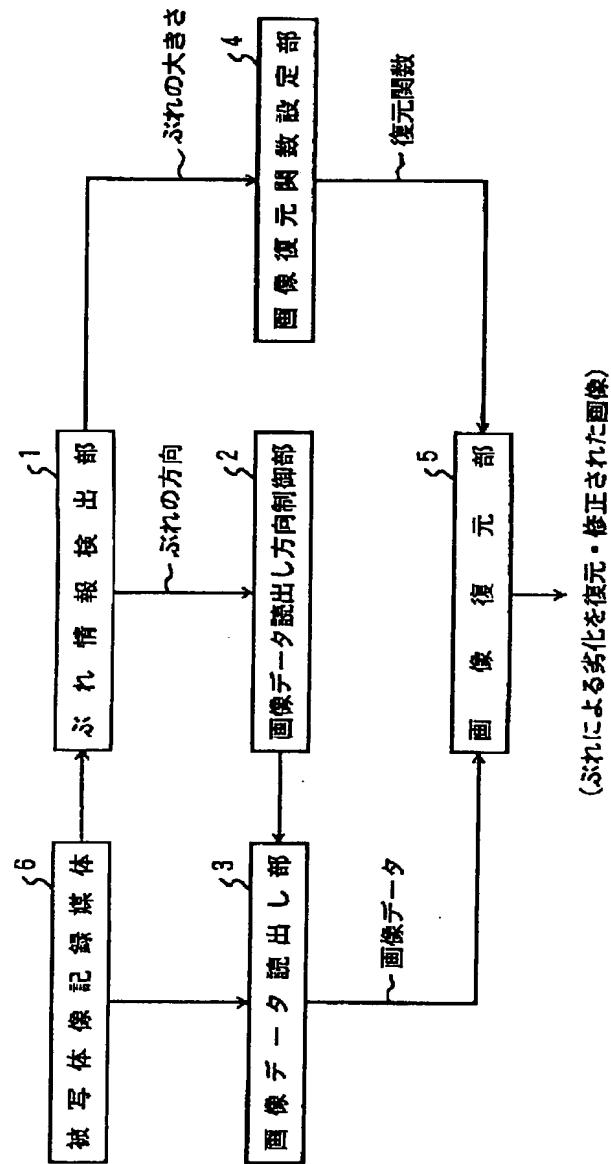 6
被写体像記録媒体
1
ぶれ情報検出部
ぶれの大きさ
ぶれの方向
3
画像データ読出し部
2
画像データ読出し方向制御部
4
画像復元関数設定部
画像データ
復元関数
5
画像復元部
(ぶれによる劣化を復元・修正された画像)